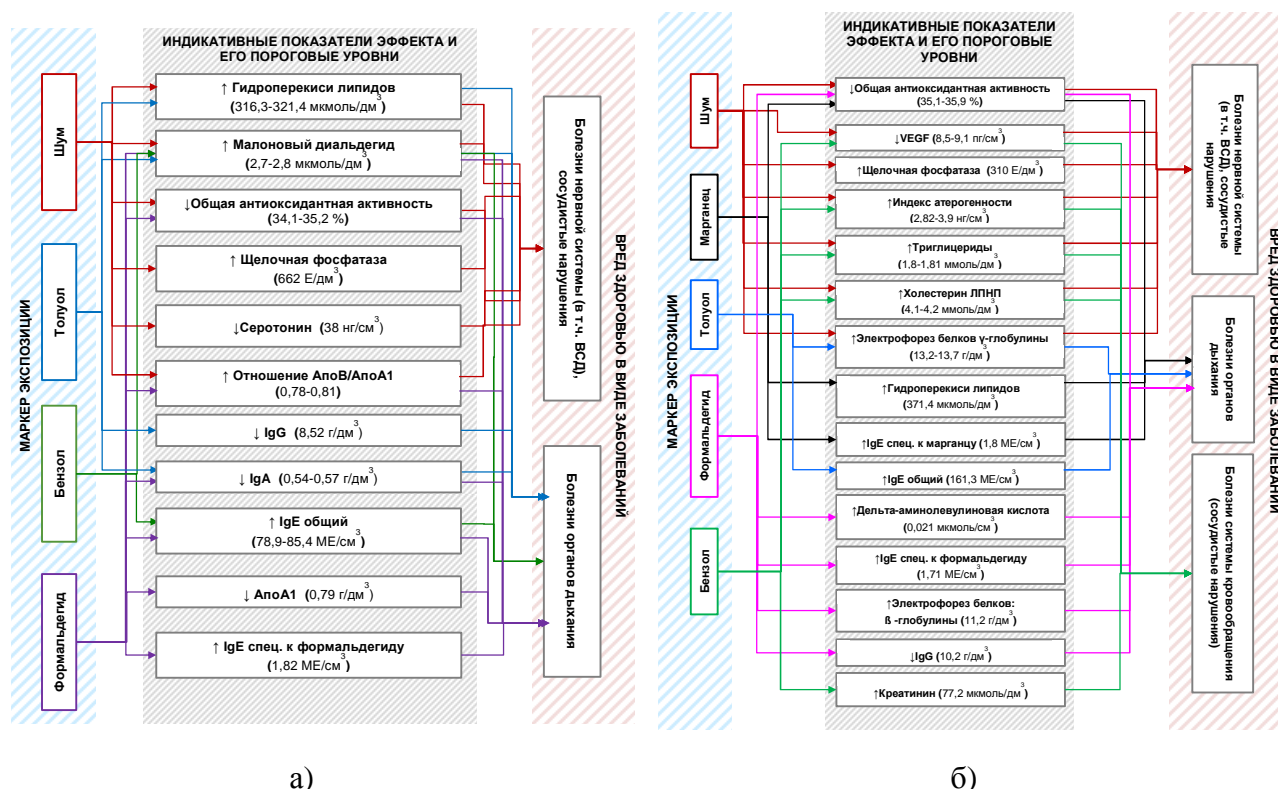 ИНДИКАТИВНЫЕ ПОКАЗАТЕЛИ ЭФФЕКТА И
ЕГО ПОРОГОВЫЕ УРОВНИ
МАРКЕР ЭКСПОЗИЦИИ
Шум
Толуол
Бензол
Формальдегид
↑ Гидроперекиси липидов
(316,3-321,4 мкмоль/дм³)
↑ Малоновый диальдегид
(2,7-2,8 мкмоль/дм³)
↓Общая антиоксидантная активность
(34,1-35,2 %)
↑ Щелочная фосфатаза
(662 Е/дм³)
↓Серотонин (38 нг/см³)
↑ Отношение АпоВ/АпоА1
(0,78-0,81)
↓ IgG (8,52 г/дм³)
↓ IgA (0,54-0,57 г/дм³)
↑ IgE общий
(78,9-85,4 МЕ/см³)
↓ АпоА1 (0,79 г/дм³)
↑ IgE спец. к формальдегиду
(1,82 МЕ/см³)
Болезни нервной системы (в т.ч. ВСД),
сосудистые нарушения
Болезни органов дыхания
ВРЕД ЗДОРОВЬЮ В ВИДЕ ЗАБОЛЕВАНИЙ
а)
ИНДИКАТИВНЫЕ ПОКАЗАТЕЛИ
ЭФФЕКТА И ЕГО ПОРОГОВЫЕ
УРОВНИ
МАРКЕР ЭКСПОЗИЦИИ
Шум
Марганец
Толуол
Формальдегид
Бензол
↓Общая антиоксидантная активность
(35,1-35,9 %)
↓VEGF (8,5-9,1 пг/см³)
↑Щелочная фосфатаза (310 Е/дм³)
↑Индекс атерогенности
(2,82-3,9 нг/см³)
↑Триглицериды
(1,8-1,81 ммоль/дм³)
↑Холестерин ЛПНП
(4,1-4,2 ммоль/дм³)
↑Электрофорез белков γ-глобулины
(13,2-13,7 г/дм³)
↑Гидроперекиси липидов
(371,4 мкмоль/дм³)
↑IgE спец. к марганцу (1,8 МЕ/см³)
↑IgE общий (161,3 МЕ/см³)
↑Дельта-аминолевулиновая кислота
(0,021 мкмоль/см³)
↑IgE спец. к формальдегиду
(1,71 МЕ/см³)
↑Электрофорез белков:
ß -глобулины (11,2 г/дм³)
↓IgG (10,2 г/дм³)
↑Креатинин (77,2 мкмоль/дм³)
Болезни нервной системы
(в т.ч. ВСД), сосудистые
нарушения
Болезни органов
дыхания
Болезни системы кровообращения
(сосудистые нарушения)
ВРЕД ЗДОРОВЬЮ В ВИДЕ ЗАБОЛЕВАНИЙ
б)